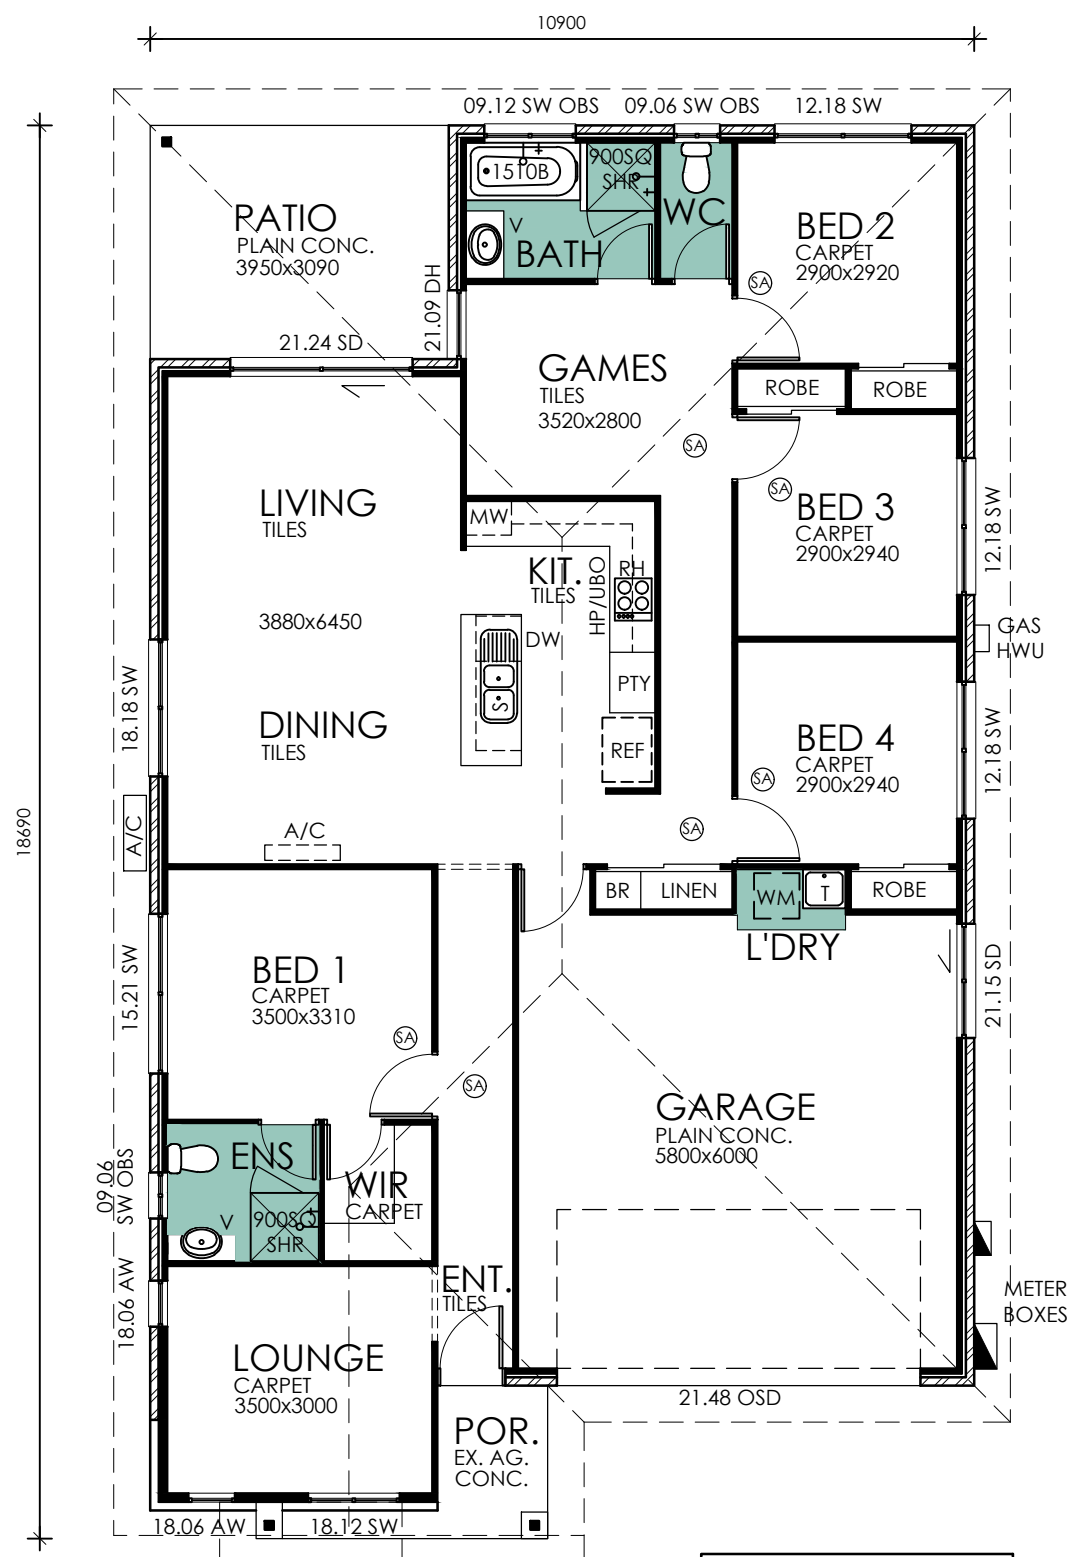 10900
09.12 SW OBS
09.06 SW OBS
12.18 SW
18690
1510B
900SQ
SHR
WC
V
BATH
PATIO
PLAIN CONC.
3950x3090
BED 2
CARPET
2900x2920
SA
21.09 DH
21.24 SD
GAMES
TILES
3520x2800
ROBE
ROBE
SA
SA
LIVING
TILES
MW
BED 3
CARPET
2900x2940
12.18 SW
KIT.
TILES
RH
HP/UBO
3880x6450
DW
GAS
HWU
PTY
S
18.18 SW
DINING
TILES
REF
BED 4
CARPET
2900x2940
12.18 SW
SA
SA
A/C
A/C
BR
LINEN
WM
T
ROBE
L'DRY
15.21 SW
BED 1
CARPET
3500x3310
21.15 SD
SA
SA
GARAGE
PLAIN CONC.
5800x6000
09.06
SW OBS
ENS
V
900SQ
SHR
WIR
CARPET
18.06 AW
ENT.
TILES
METER
BOXES
LOUNGE
CARPET
3500x3000
21.48 OSD
POR.
EX. AG.
CONC.
18.06 AW
18.12 SW